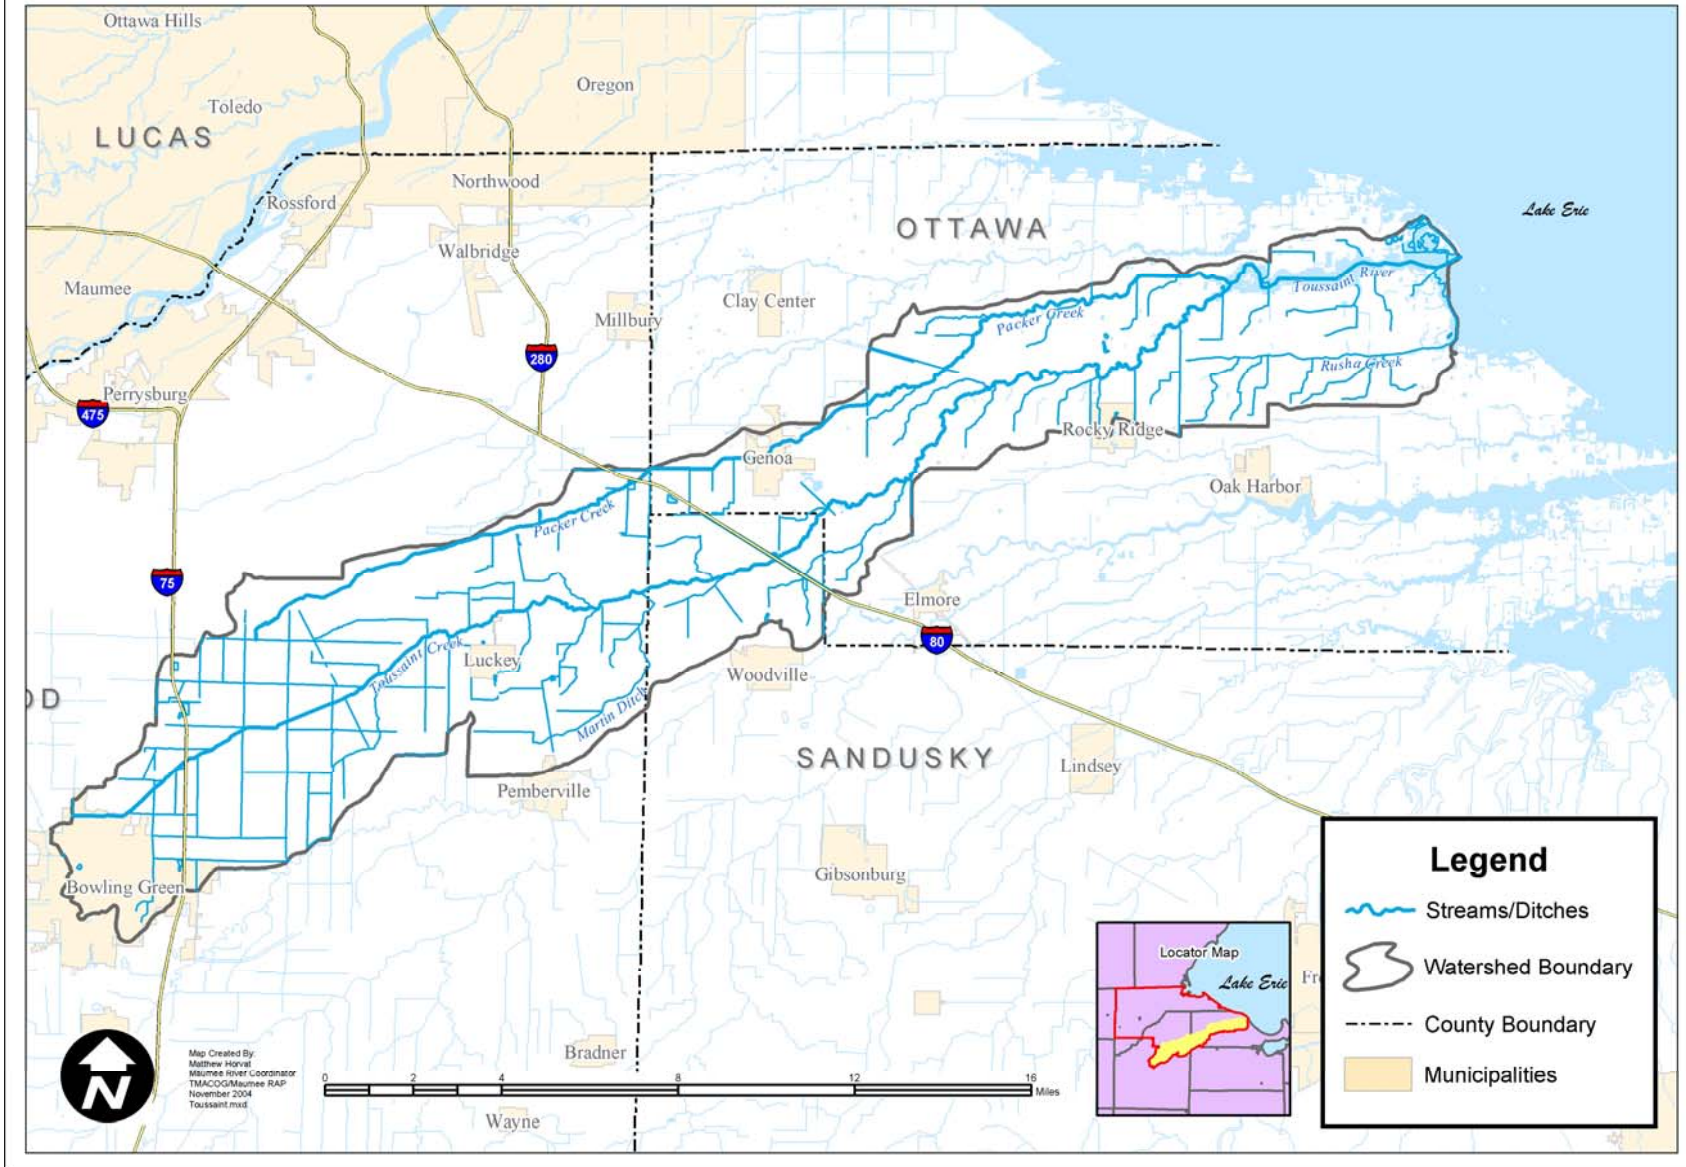 Ottawa Hills
Oregon
Toledo
LUCAS
Northwood
Rossford
Lake Erie
OTTAWA
Walbridge
Toussaint River
Maumee
Clay Center
Millbury
Packer Creek
280
Rusha Creek
Perrysburg
475
Rocky Ridge
Genoa
Oak Harbor
Packer Creek
75
Elmore
80
Toussaint Creek
Luckey
Woodville
OD
Martin Ditch
SANDUSKY
Lindsey
Pemberville
Gibsonburg
Bowling Green
Legend
Streams/Ditches
Watershed Boundary
County Boundary
Municipalities
Locator Map
Lake Erie
Fr
Bradner
Wayne
N
Map Created By:
Matthew Horvat
Maumee River Coordinator
TMACOG/Maumee RAP
November 2004
Toussaint.mxd
0 2 4 8 12 16
Miles